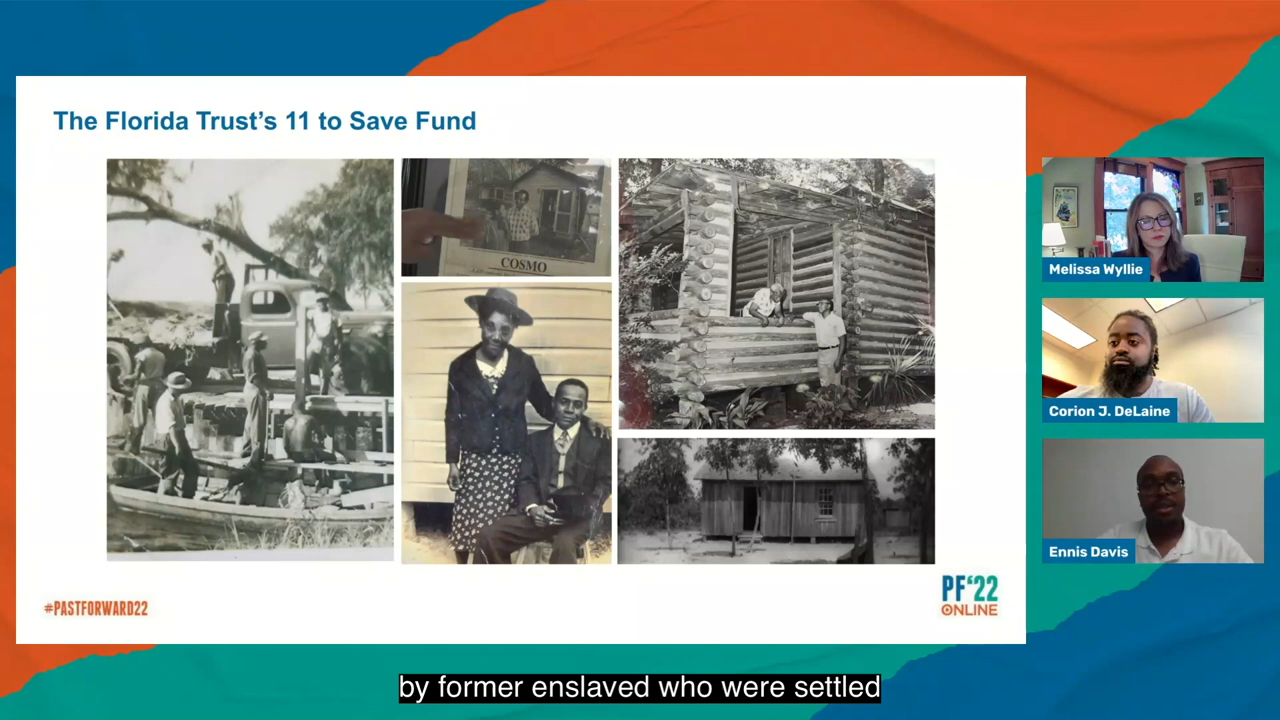 The Florida Trust's 11 to Save Fund
COSMO
#PASTFORWARD22
PF'22
ONLINE
Melissa Wyllie
Corion J. DeLaine
Ennis Davis
by former enslaved who were settled